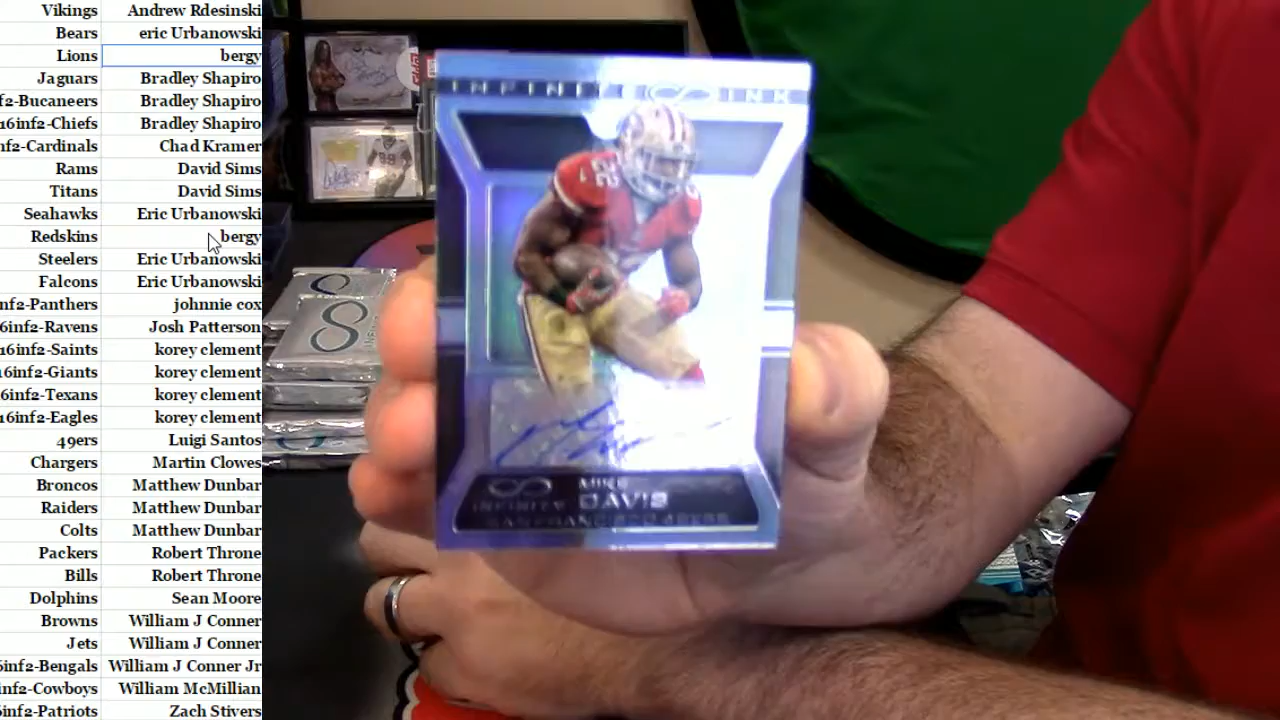 Vikings Andrew Rdesinski
Bears eric Urbanowski
Lions bergy
Jaguars Bradley Shapiro
nf2-Bucaneers Bradley Shapiro
16inf2-Chiefs Bradley Shapiro
nf2-Cardinals Chad Kramer
Rams David Sims
Titans David Sims
Seahawks Eric Urbanowski
Redskins bergy
Steelers Eric Urbanowski
Falcons Eric Urbanowski
inf2-Panthers johnnie cox
6inf2-Ravens Josh Patterson
16inf2-Saints korey clement
16inf2-Giants korey clement
6inf2-Texans korey clement
16inf2-Eagles korey clement
49ers Luigi Santos
Chargers Martin Clowes
Broncos Matthew Dunbar
Raiders Matthew Dunbar
Colts Matthew Dunbar
Packers Robert Throne
Bills Robert Throne
Dolphins Sean Moore
Browns William J Conner
Jets William J Conner
6inf2-Bengals William J Conner Jr
inf2-Cowboys William McMillian
6inf2-Patriots Zach Stivers
INFINITE INK
22
MIKE
INFINITY DAVIS
SAN FRANCISCO 49ERS